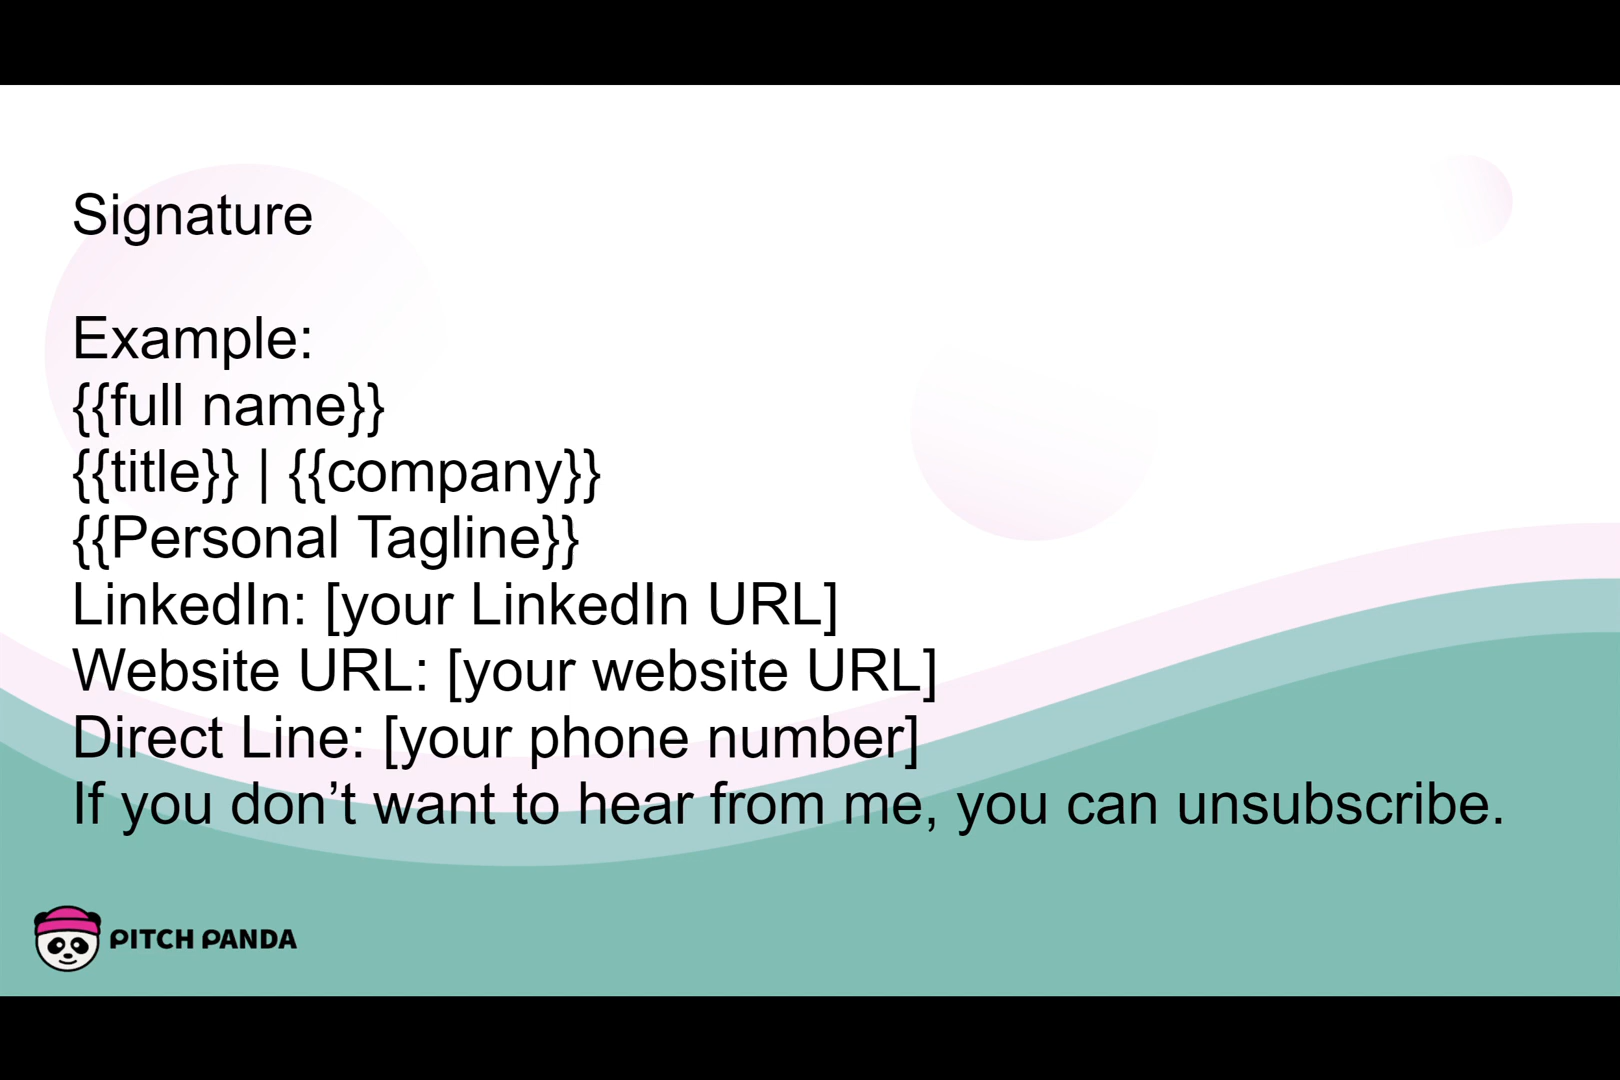 Signature
Example:
{{full name}}
{{title}} | {{company}}
{{Personal Tagline}}
LinkedIn: [your LinkedIn URL]
Website URL: [your website URL]
Direct Line: [your phone number]
If you don’t want to hear from me, you can unsubscribe.
PITCH PANDA